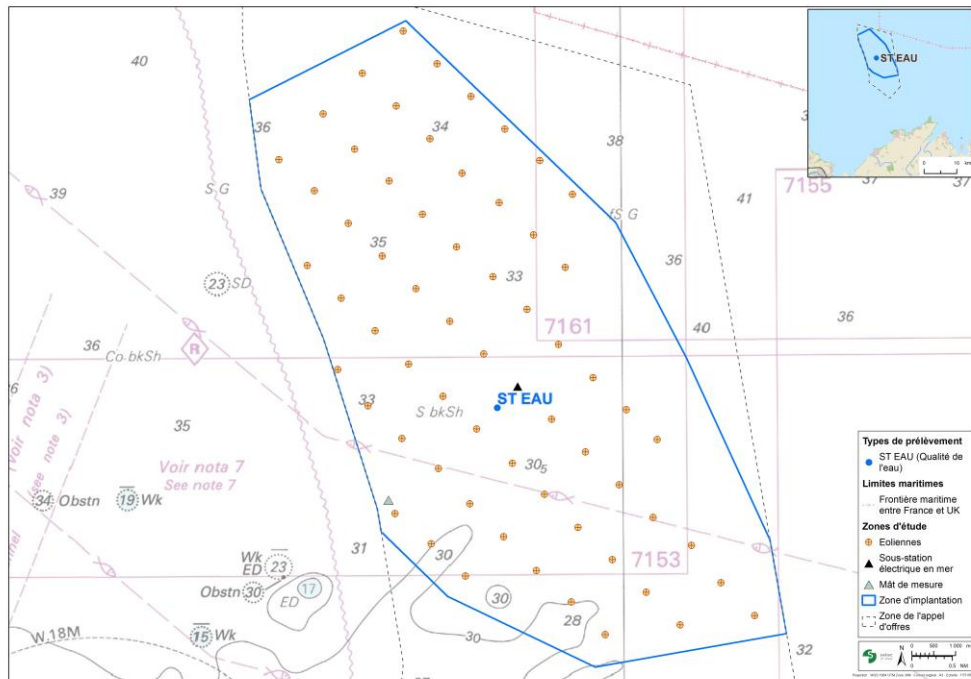 40
36
34
38
39
S G
fS G
41
7155
37
37
35
33
36
23 SD
7161
40
36
36
Co bkSh
R
33
S bkSh
ST EAU
35
30₅
(voir nota 3)
(see note 3)
Voir nota 7
See note 7
34 Obstn
19 Wk
31
30
Wk
ED
23
7153
Obstn 30
17
ED
30
28
30
15 Wk
W.18M
32
ST EAU
0 10 km
Types de prélèvement
ST EAU (Qualité de
l'eau)
Limites maritimes
Frontière maritime
entre France et UK
Zones d'étude
Eoliennes
Sous-station
électrique en mer
Mât de mesure
Zone d'implantation
Zone de l'appel
d'offres
N
0 500 1 000 m
0 0.5 NM